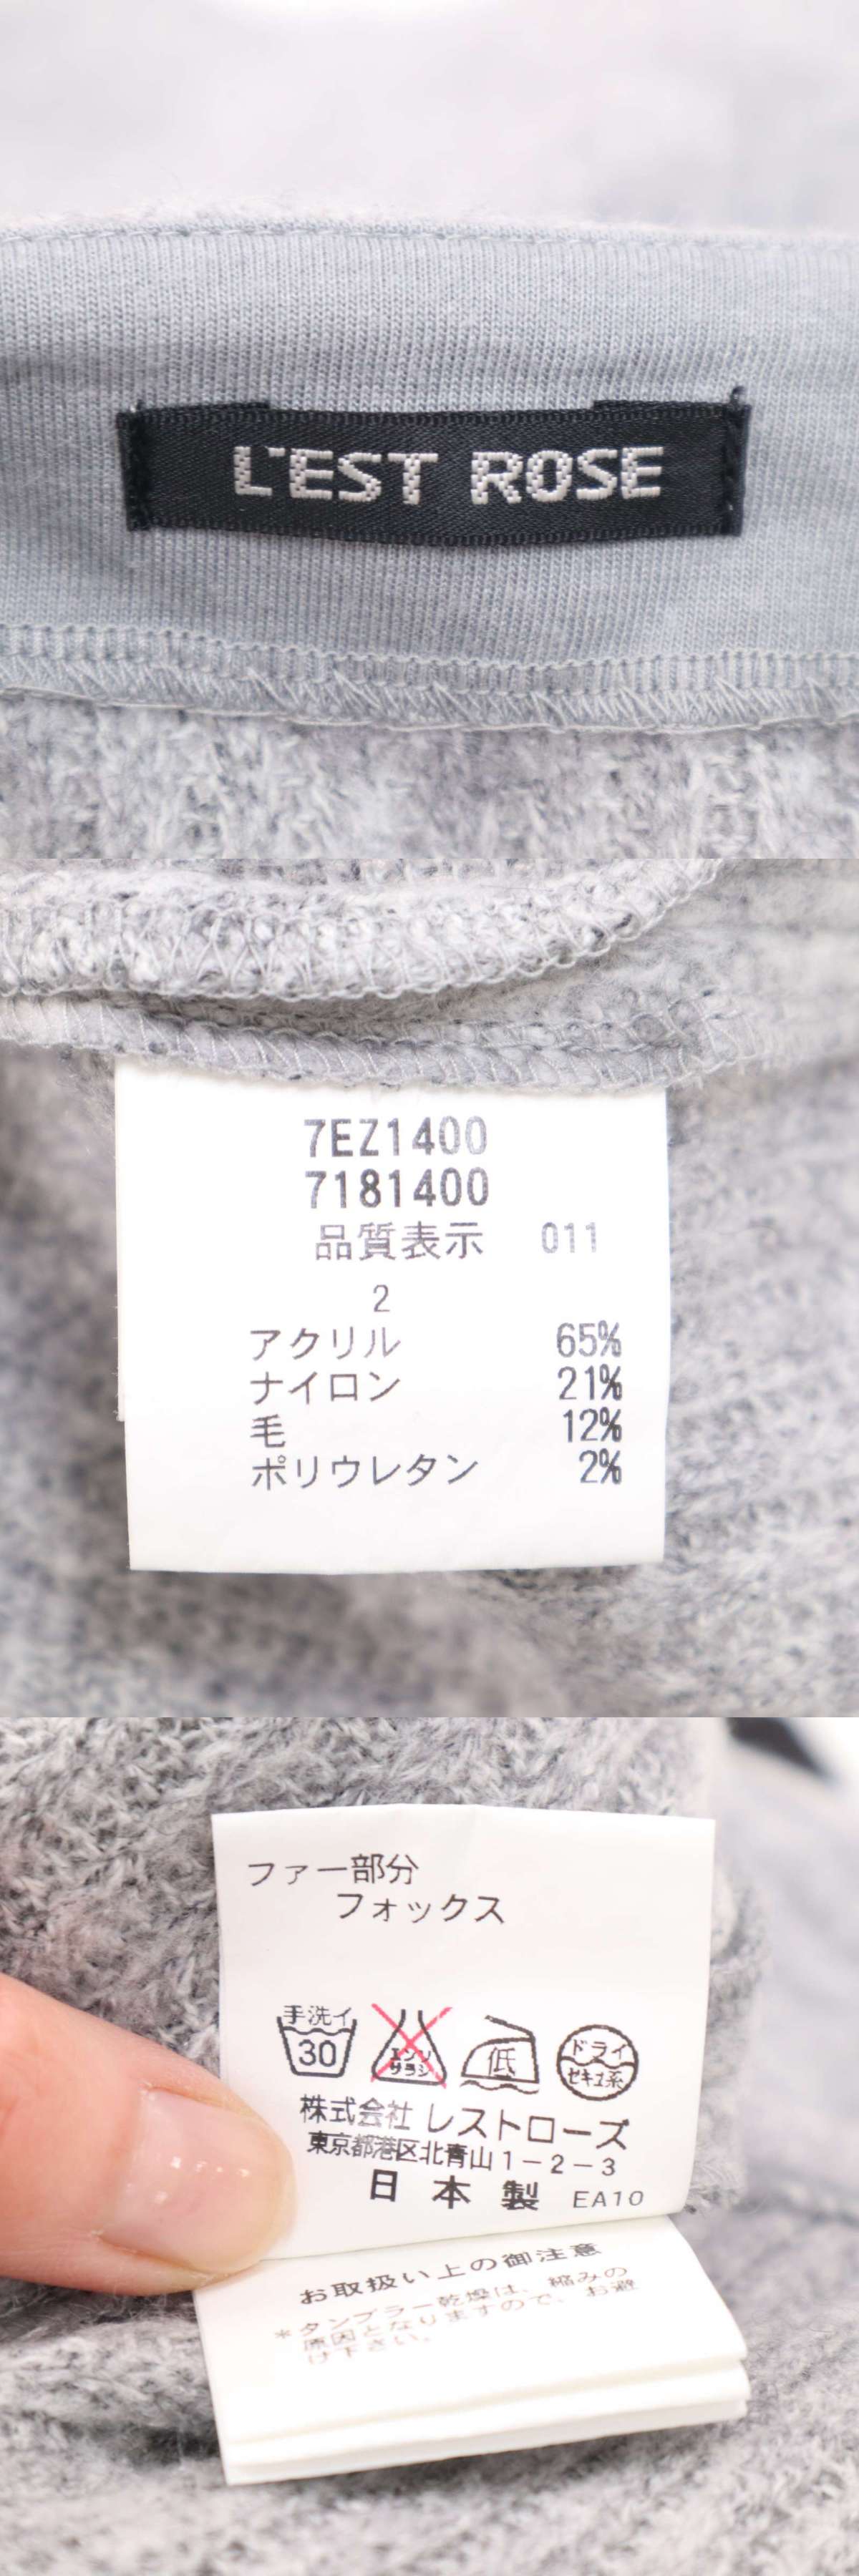 L'EST ROSE
7EZ1400
7181400
品質表示 011
2
アクリル 65%
ナイロン 21%
毛 12%
ポリウレタン 2%
ファー部分
フォックス
手洗イ
30
エンソ
サラシ
低
ドライ
セキユ系
株式会社 レストローズ
東京都港区北青山1-2-3
日本製 EA10
お取扱い上の御注意
*タンブラー乾燥は、縮みの
原因となりますので、お避
け下さい。